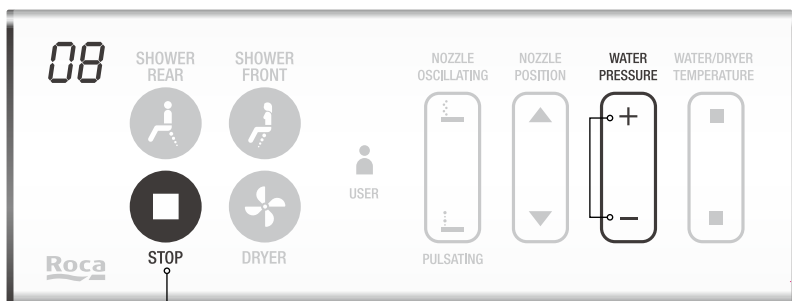 08
SHOWER
REAR
SHOWER
FRONT
NOZZLE
OSCILLATING
NOZZLE
POSITION
WATER
PRESSURE
WATER/DRYER
TEMPERATURE
+
USER
STOP
DRYER
PULSATING
−
Roca